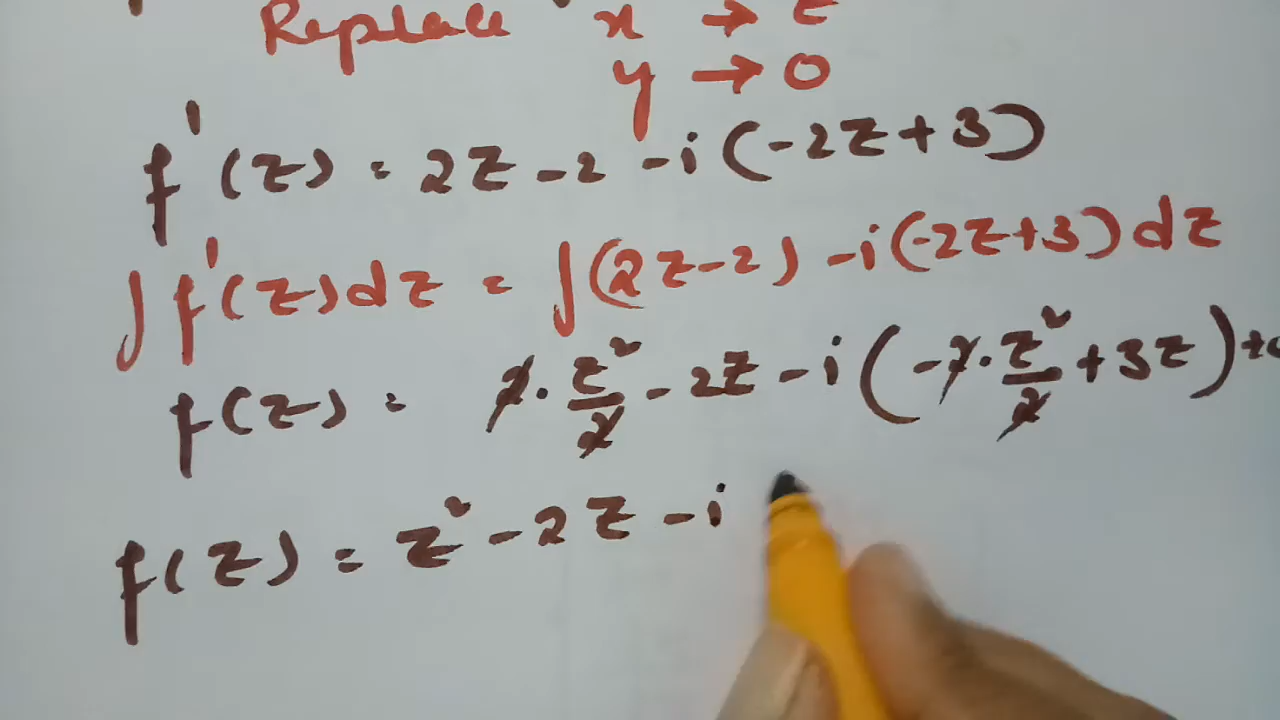 Replace x → z
y → 0
f'(z) = 2z - 2 - i(-2z+3)
∫f'(z)dz = ∫(2z-2) - i(-2z+3)dz
f(z) = 2·z²/2 - 2z - i(-2·z²/2 + 3z) + c
f(z) = z² - 2z - i